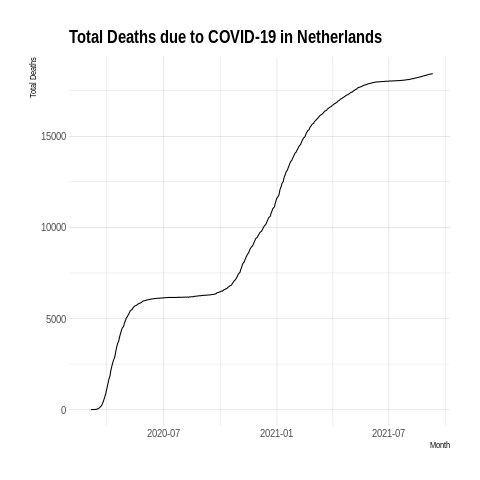 Total Deaths due to COVID-19 in Netherlands
Total Deaths
15000
10000
5000
0
2020-07 2021-01 2021-07
Month